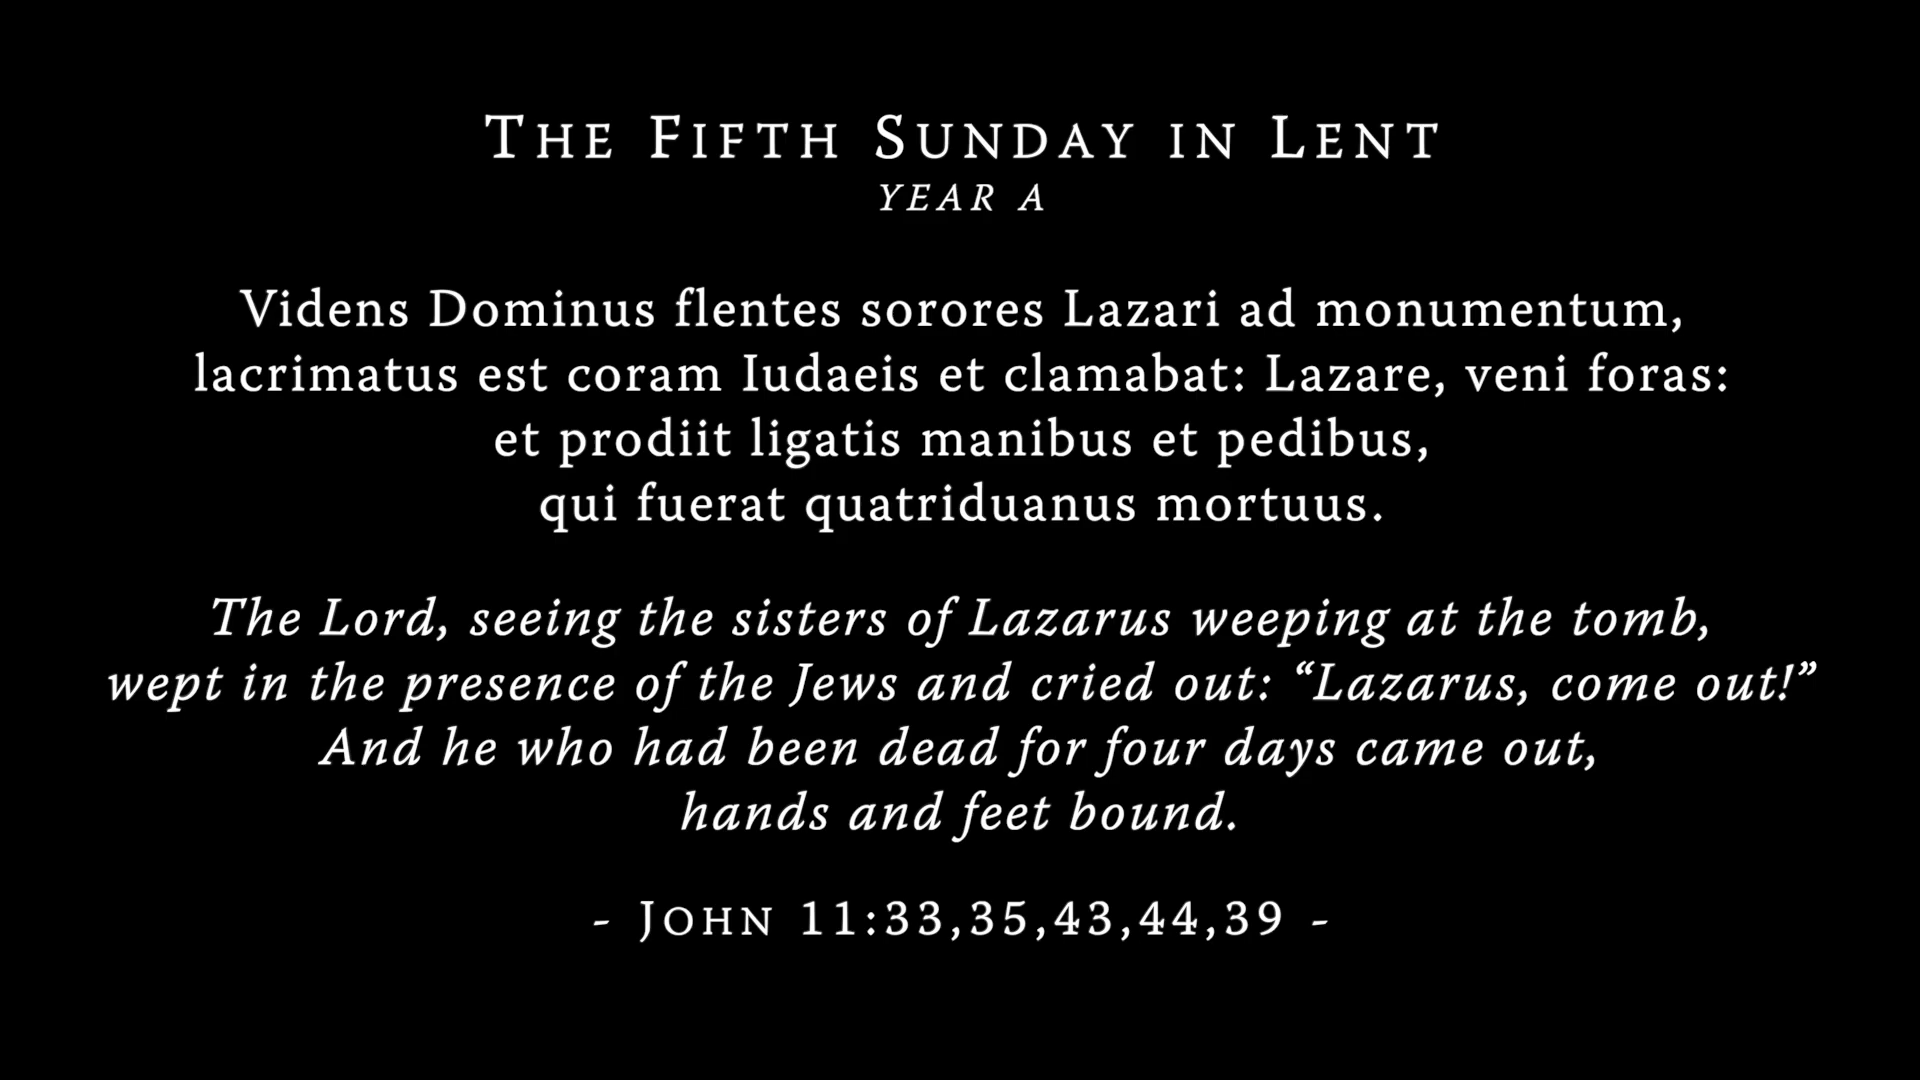 The Fifth Sunday in Lent
YEAR A
Videns Dominus flentes sorores Lazari ad monumentum,
lacrimatus est coram Iudaeis et clamabat: Lazare, veni foras:
et prodiit ligatis manibus et pedibus,
qui fuerat quatriduanus mortuus.
The Lord, seeing the sisters of Lazarus weeping at the tomb,
wept in the presence of the Jews and cried out: “Lazarus, come out!”
And he who had been dead for four days came out,
hands and feet bound.
- John 11:33,35,43,44,39 -